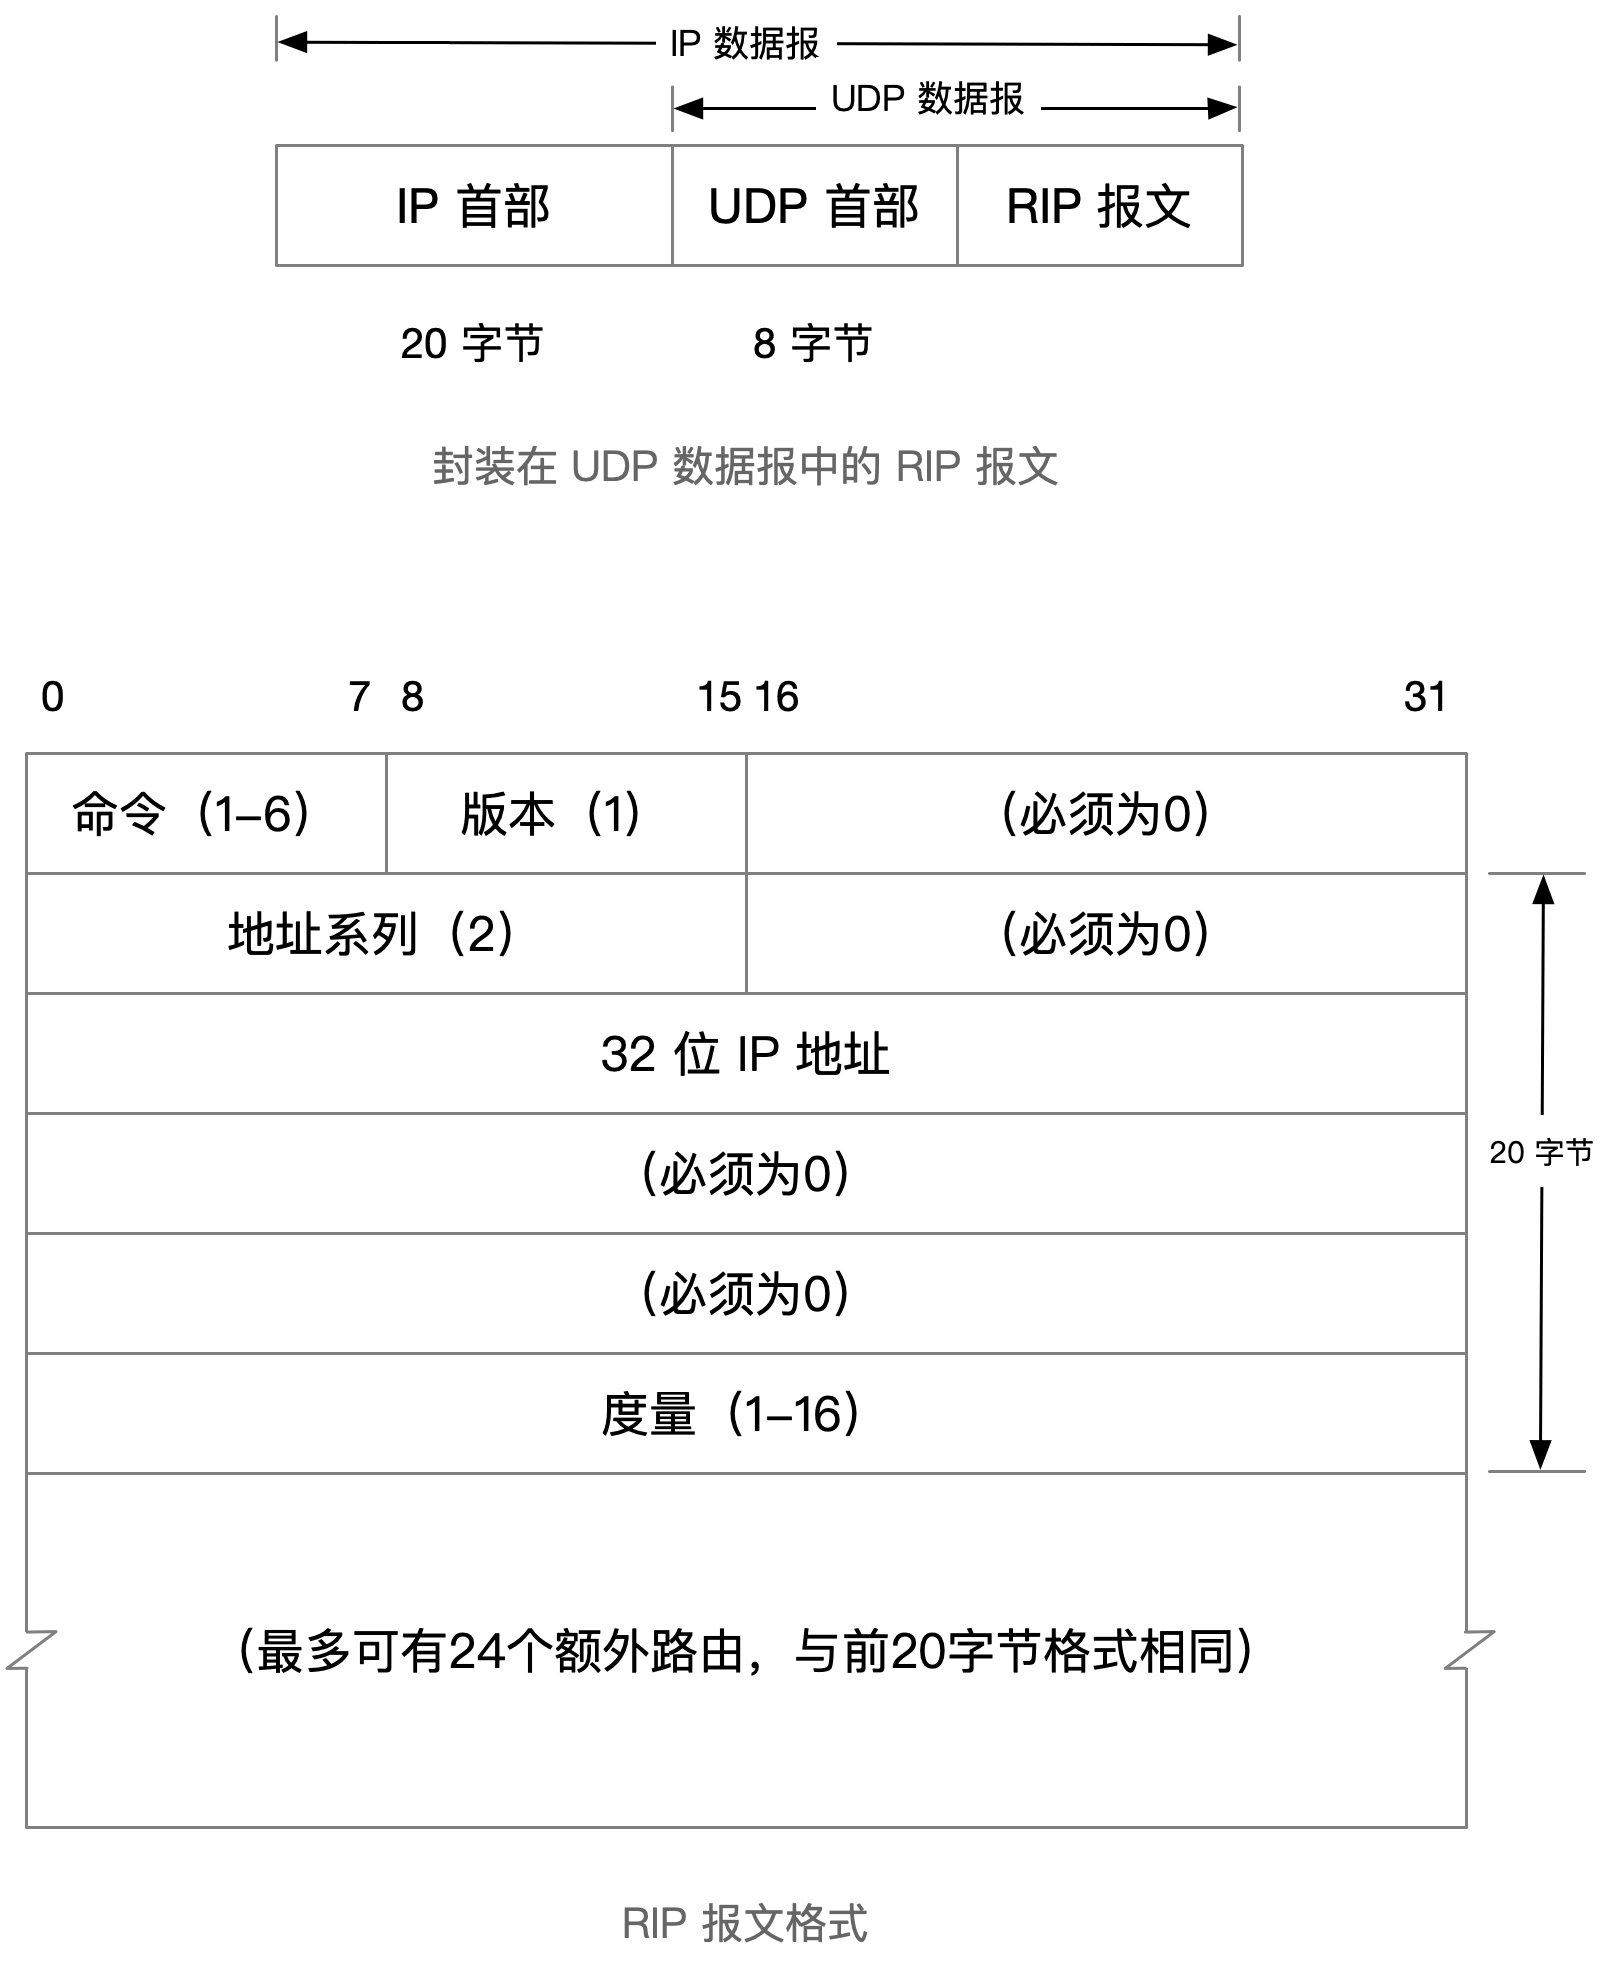 IP 数据报
UDP 数据报
IP 首部 UDP 首部 RIP 报文
20 字节 8 字节
封装在 UDP 数据报中的 RIP 报文
0 7 8 15 16 31
命令（1–6） 版本（1） （必须为0）
地址系列（2） （必须为0）
32 位 IP 地址
（必须为0）
20 字节
（必须为0）
度量（1–16）
（最多可有24个额外路由，与前20字节格式相同）
RIP 报文格式